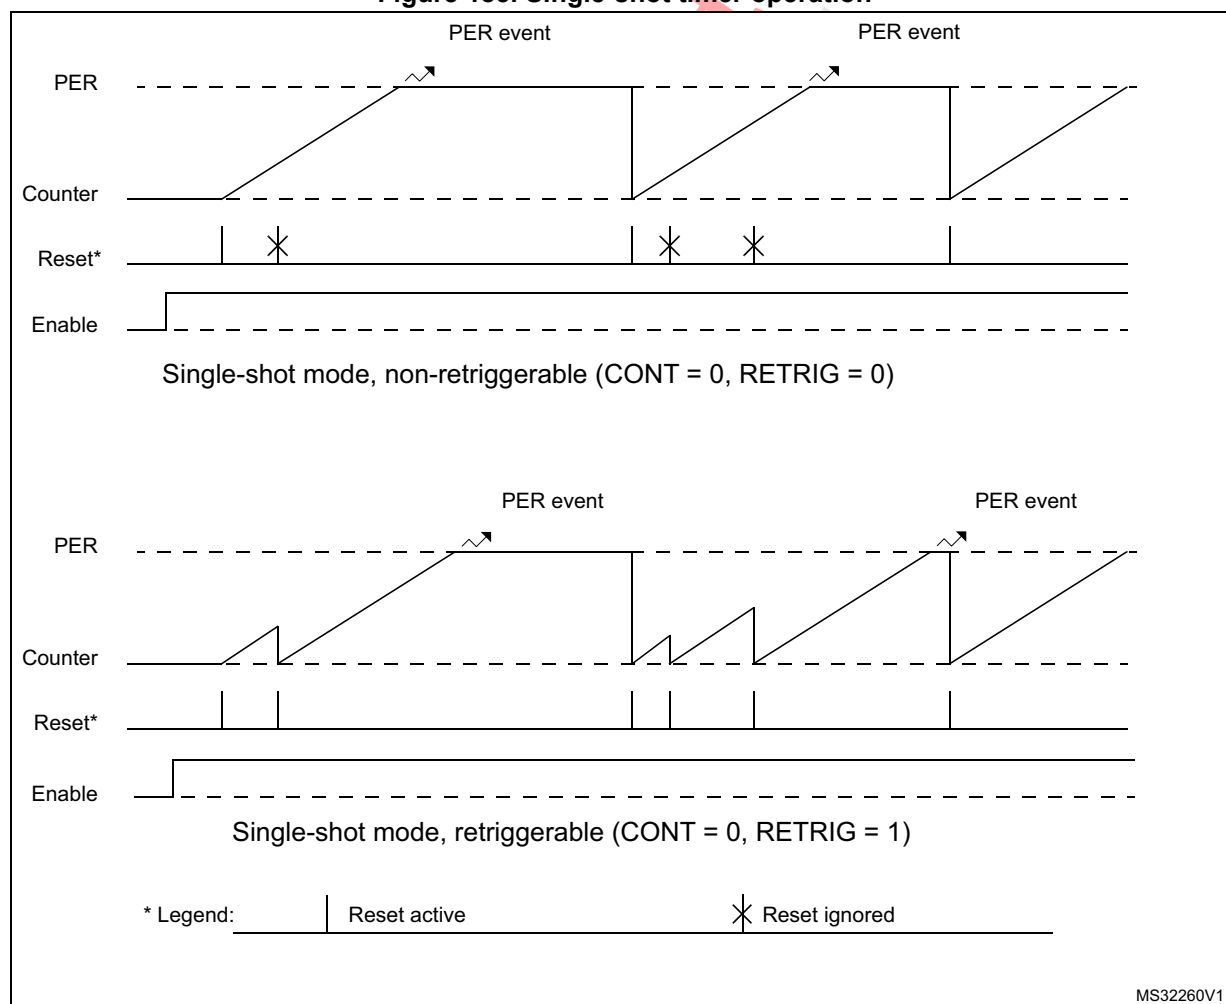 PER event PER event
PER
Counter
Reset*
Enable
Single-shot mode, non-retriggerable (CONT = 0, RETRIG = 0)
PER event PER event
PER
Counter
Reset*
Enable
Single-shot mode, retriggerable (CONT = 0, RETRIG = 1)
* Legend: Reset active Reset ignored
MS32260V1